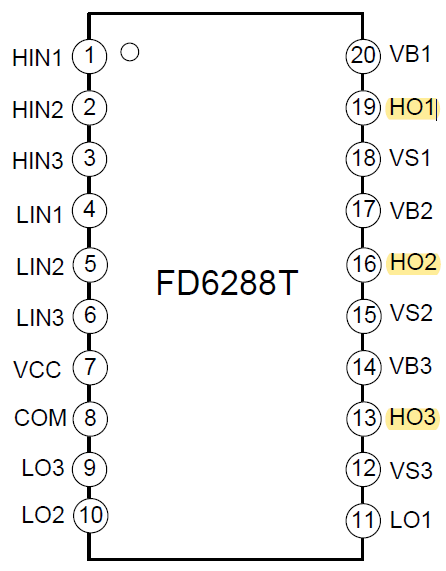 HIN1 1 20 VB1
HIN2 2 19 HO1
HIN3 3 18 VS1
LIN1 4 17 VB2
LIN2 5 16 HO2
FD6288T
LIN3 6 15 VS2
VCC 7 14 VB3
COM 8 13 HO3
LO3 9 12 VS3
LO2 10 11 LO1